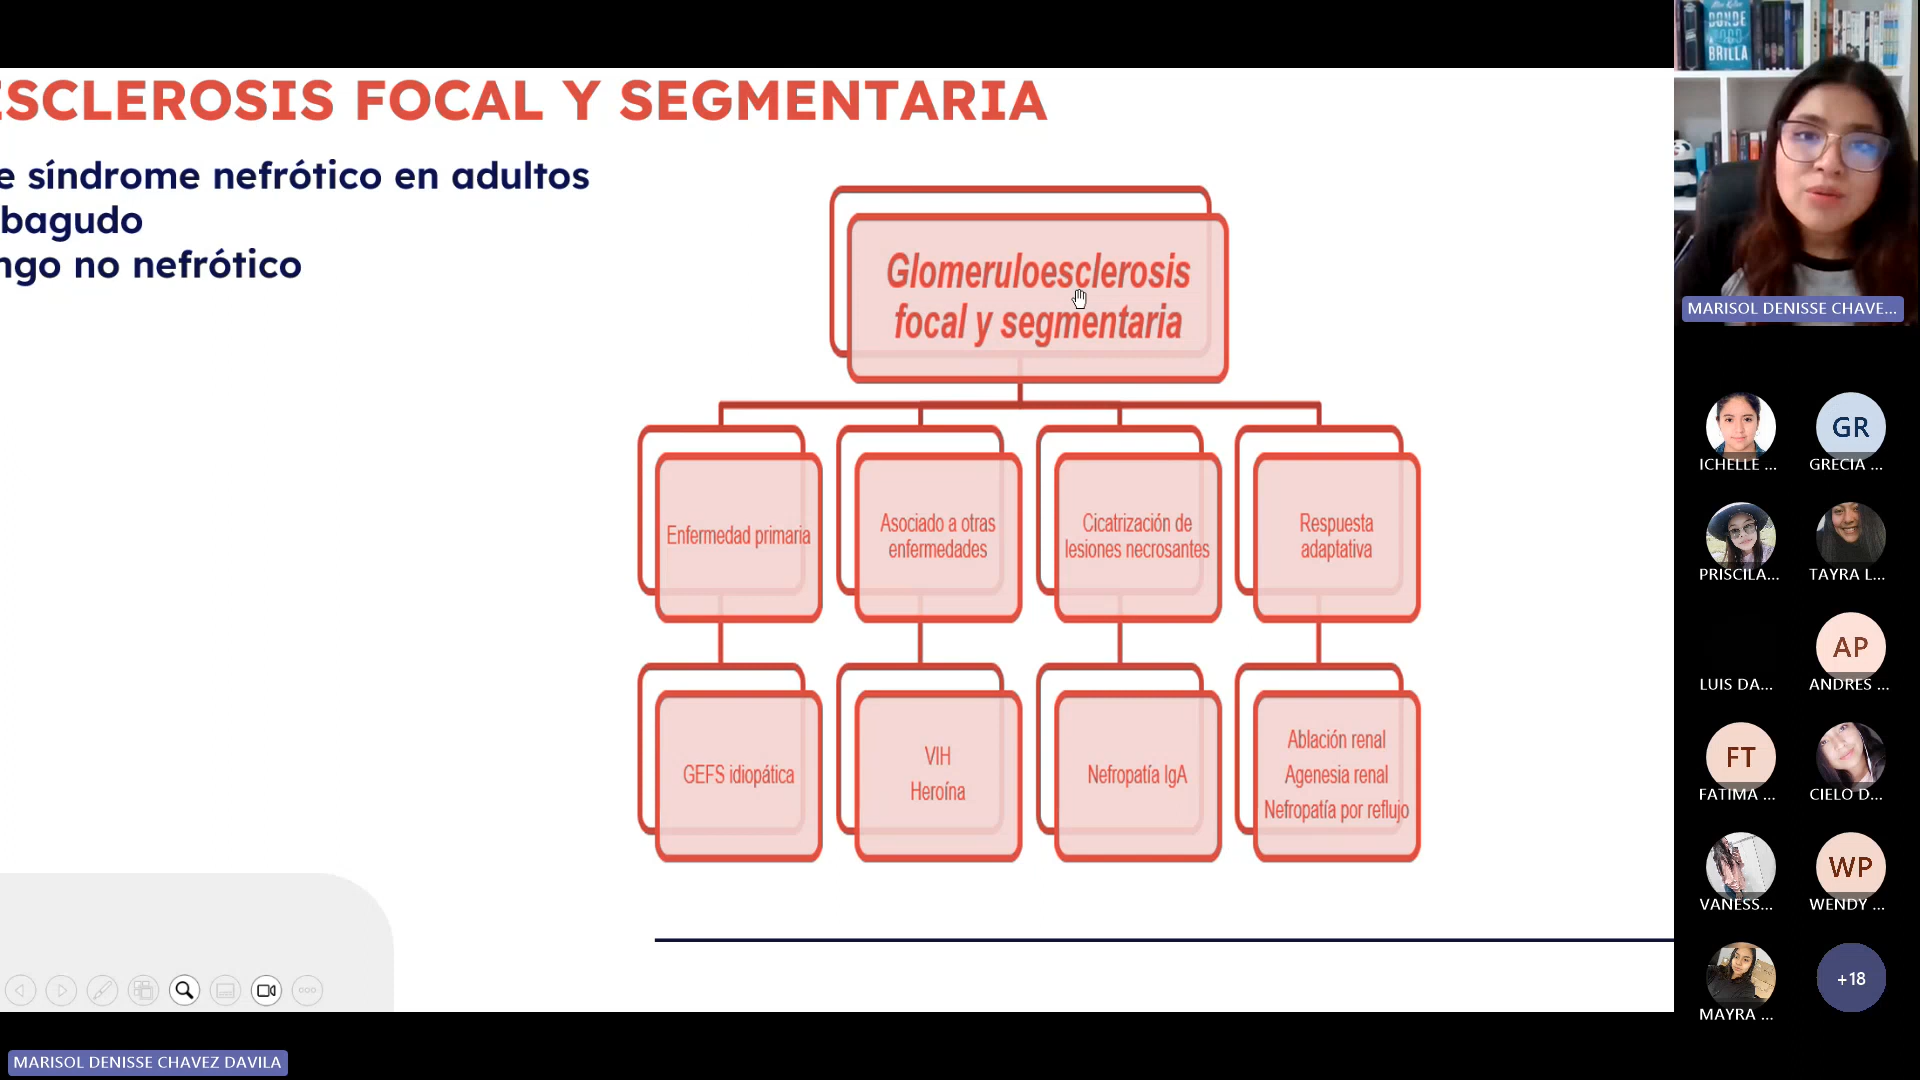 ESCLEROSIS FOCAL Y SEGMENTARIA
e síndrome nefrótico en adultos
bagudo
ngo no nefrótico
Glomeruloesclerosis
focal y segmentaria
Enfermedad primaria
Asociado a otras
enfermedades
Cicatrización de
lesiones necrosantes
Respuesta
adaptativa
GEFS idiopática
VIH
Heroína
Nefropatía IgA
Ablación renal
Agenesia renal
Nefropatía por reflujo
DONDE
BRILLA
MARISOL DENISSE CHAVE...
ICHELLE ...
GR
GRECIA ...
PRISCILA...
TAYRA L...
LUIS DA...
AP
ANDRES ...
FT
FATIMA ...
CIELO D...
VANESS...
WP
WENDY ...
MAYRA ...
+18
MARISOL DENISSE CHAVEZ DAVILA